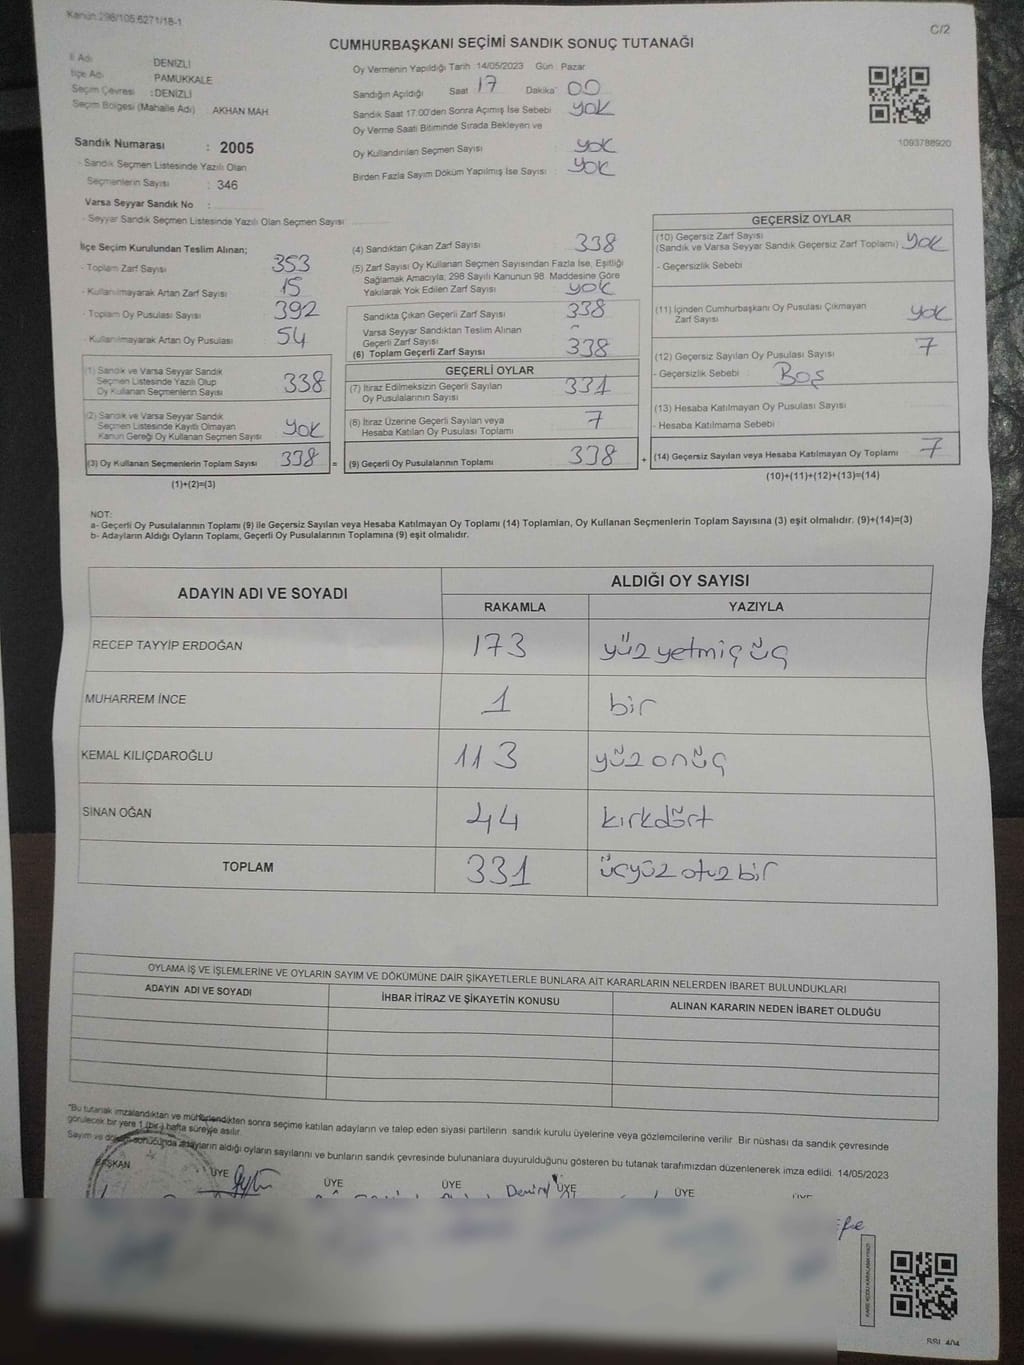 Kanun:298/105 6271/18-1
C/2
CUMHURBAŞKANI SEÇİMİ SANDIK SONUÇ TUTANAĞI
İl Adı DENİZLİ
İlçe Adı PAMUKKALE
Seçim Çevresi :DENİZLİ
Seçim Bölgesi (Mahalle Adı) AKHAN MAH
Sandık Numarası : 2005
- Sandık Seçmen Listesinde Yazılı Olan
Seçmenlerin Sayısı : 346
Varsa Seyyar Sandık No :
- Seyyar Sandık Seçmen Listesinde Yazılı Olan Seçmen Sayısı
Oy Vermenin Yapıldığı Tarih :14/05/2023 Gün : Pazar
Sandığın Açıldığı Saat 17 Dakika 00
Sandık Saat 17:00'den Sonra Açımış İse Sebebi yok
Oy Verme Saati Bitiminde Sırada Bekleyen ve
Oy Kullandırılan Seçmen Sayısı : yok
Birden Fazla Sayım Döküm Yapılmış İse Sayısı : yok
1093788920
İlçe Seçim Kurulundan Teslim Alınan;
- Toplam Zarf Sayısı 353
- Kullanılmayarak Artan Zarf Sayısı 15
- Toplam Oy Pusulası Sayısı 392
- Kullanılmayarak Artan Oy Pusulası 54
(1) Sandık ve Varsa Seyyar Sandık
Seçmen Listesinde Yazılı Olup
Oy Kullanan Seçmenlerin Sayısı 338
(2) Sandık ve Varsa Seyyar Sandık
Seçmen Listesinde Kayıtlı Olmayan
Kanun Gereği Oy Kullanan Seçmen Sayısı yok
(3) Oy Kullanan Seçmenlerin Toplam Sayısı 338 =
(1)+(2)=(3)
(4) Sandıktan Çıkan Zarf Sayısı 338
(5) Zarf Sayısı Oy Kullanan Seçmen Sayısından Fazla İse, Eşitliği
Sağlamak Amacıyla, 298 Sayılı Kanunun 98. Maddesine Göre
Yakılarak Yok Edilen Zarf Sayısı yok
Sandıkta Çıkan Geçerli Zarf Sayısı 338
Varsa Seyyar Sandıktan Teslim Alınan
Geçerli Zarf Sayısı
(6) Toplam Geçerli Zarf Sayısı 338
GEÇERLİ OYLAR
(7) İtiraz Edilmeksizin Geçerli Sayılan
Oy Pusulalarının Sayısı 331
(8) İtiraz Üzerine Geçerli Sayılan veya
Hesaba Katılan Oy Pusulası Toplamı 7
(9) Geçerli Oy Pusulalarının Toplamı 338 +
GEÇERSİZ OYLAR
(10) Geçersiz Zarf Sayısı
(Sandık ve Varsa Seyyar Sandık Geçersiz Zarf Toplamı) yok
- Geçersizlik Sebebi
(11) İçinden Cumhurbaşkanı Oy Pusulası Çıkmayan
Zarf Sayısı yok
(12) Geçersiz Sayılan Oy Pusulası Sayısı 7
- Geçersizlik Sebebi Boş
(13) Hesaba Katılmayan Oy Pusulası Sayısı
- Hesaba Katılmama Sebebi
(14) Geçersiz Sayılan veya Hesaba Katılmayan Oy Toplamı 7
(10)+(11)+(12)+(13)=(14)
NOT:
a- Geçerli Oy Pusulalarının Toplamı (9) ile Geçersiz Sayılan veya Hesaba Katılmayan Oy Toplamı (14) Toplamları, Oy Kullanan Seçmenlerin Toplam Sayısına (3) eşit olmalıdır. (9)+(14)=(3)
b- Adayların Aldığı Oyların Toplamı, Geçerli Oy Pusulalarının Toplamına (9) eşit olmalıdır.
ADAYIN ADI VE SOYADI
ALDIĞI OY SAYISI
RAKAMLA YAZIYLA
RECEP TAYYİP ERDOĞAN 173 yüz yetmiş üç
MUHARREM İNCE 1 bir
KEMAL KILIÇDAROĞLU 113 yüz onüç
SİNAN OĞAN 44 kırkdört
TOPLAM 331 üçyüz otuz bir
OYLAMA İŞ VE İŞLEMLERİNE VE OYLARIN SAYIM VE DÖKÜMÜNE DAİR ŞİKAYETLERLE BUNLARA AİT KARARLARIN NELERDEN İBARET BULUNDUKLARI
ADAYIN ADI VE SOYADI İHBAR İTİRAZ VE ŞİKAYETİN KONUSU ALINAN KARARIN NEDEN İBARET OLDUĞU
"Bu tutanak imzalandıktan ve mühürlendikten sonra seçime katılan adayların ve talep eden siyasi partilerin sandık kurulu üyelerine veya gözlemcilerine verilir. Bir nüshası da sandık çevresinde
görülecek bir yere 1 (bir) hafta süreyle asılır.
Sayım ve döküm sonucunda adayların aldığı oyların sayılarını ve bunların sandık çevresinde bulunanlara duyurulduğunu gösteren bu tutanak tarafımızdan düzenlenerek imza edildi. 14/05/2023
BAŞKAN ÜYE ÜYE ÜYE ÜYE ÜYE
Demirel